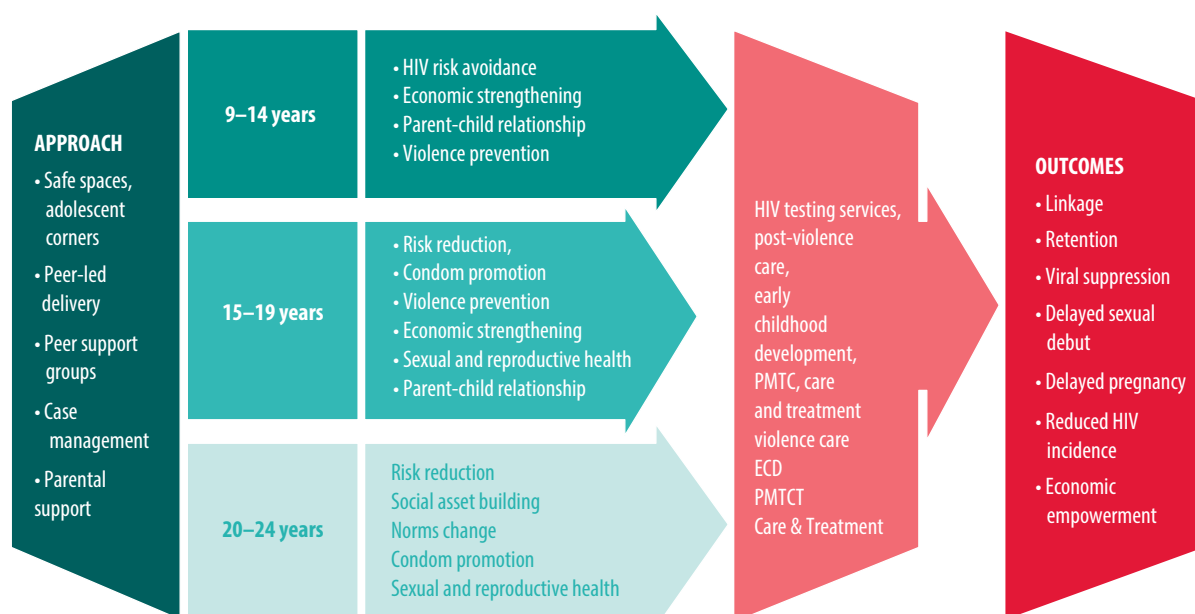 APPROACH
• Safe spaces,
adolescent
corners
• Peer-led
delivery
• Peer support
groups
• Case
management
• Parental
support
9–14 years
• HIV risk avoidance
• Economic strengthening
• Parent-child relationship
• Violence prevention
15–19 years
• Risk reduction,
• Condom promotion
• Violence prevention
• Economic strengthening
• Sexual and reproductive health
• Parent-child relationship
20–24 years
Risk reduction
Social asset building
Norms change
Condom promotion
Sexual and reproductive health
HIV testing services,
post-violence
care,
early
childhood
development,
PMTC, care
and treatment
violence care
ECD
PMTCT
Care & Treatment
OUTCOMES
• Linkage
• Retention
• Viral suppression
• Delayed sexual
debut
• Delayed pregnancy
• Reduced HIV
incidence
• Economic
empowerment